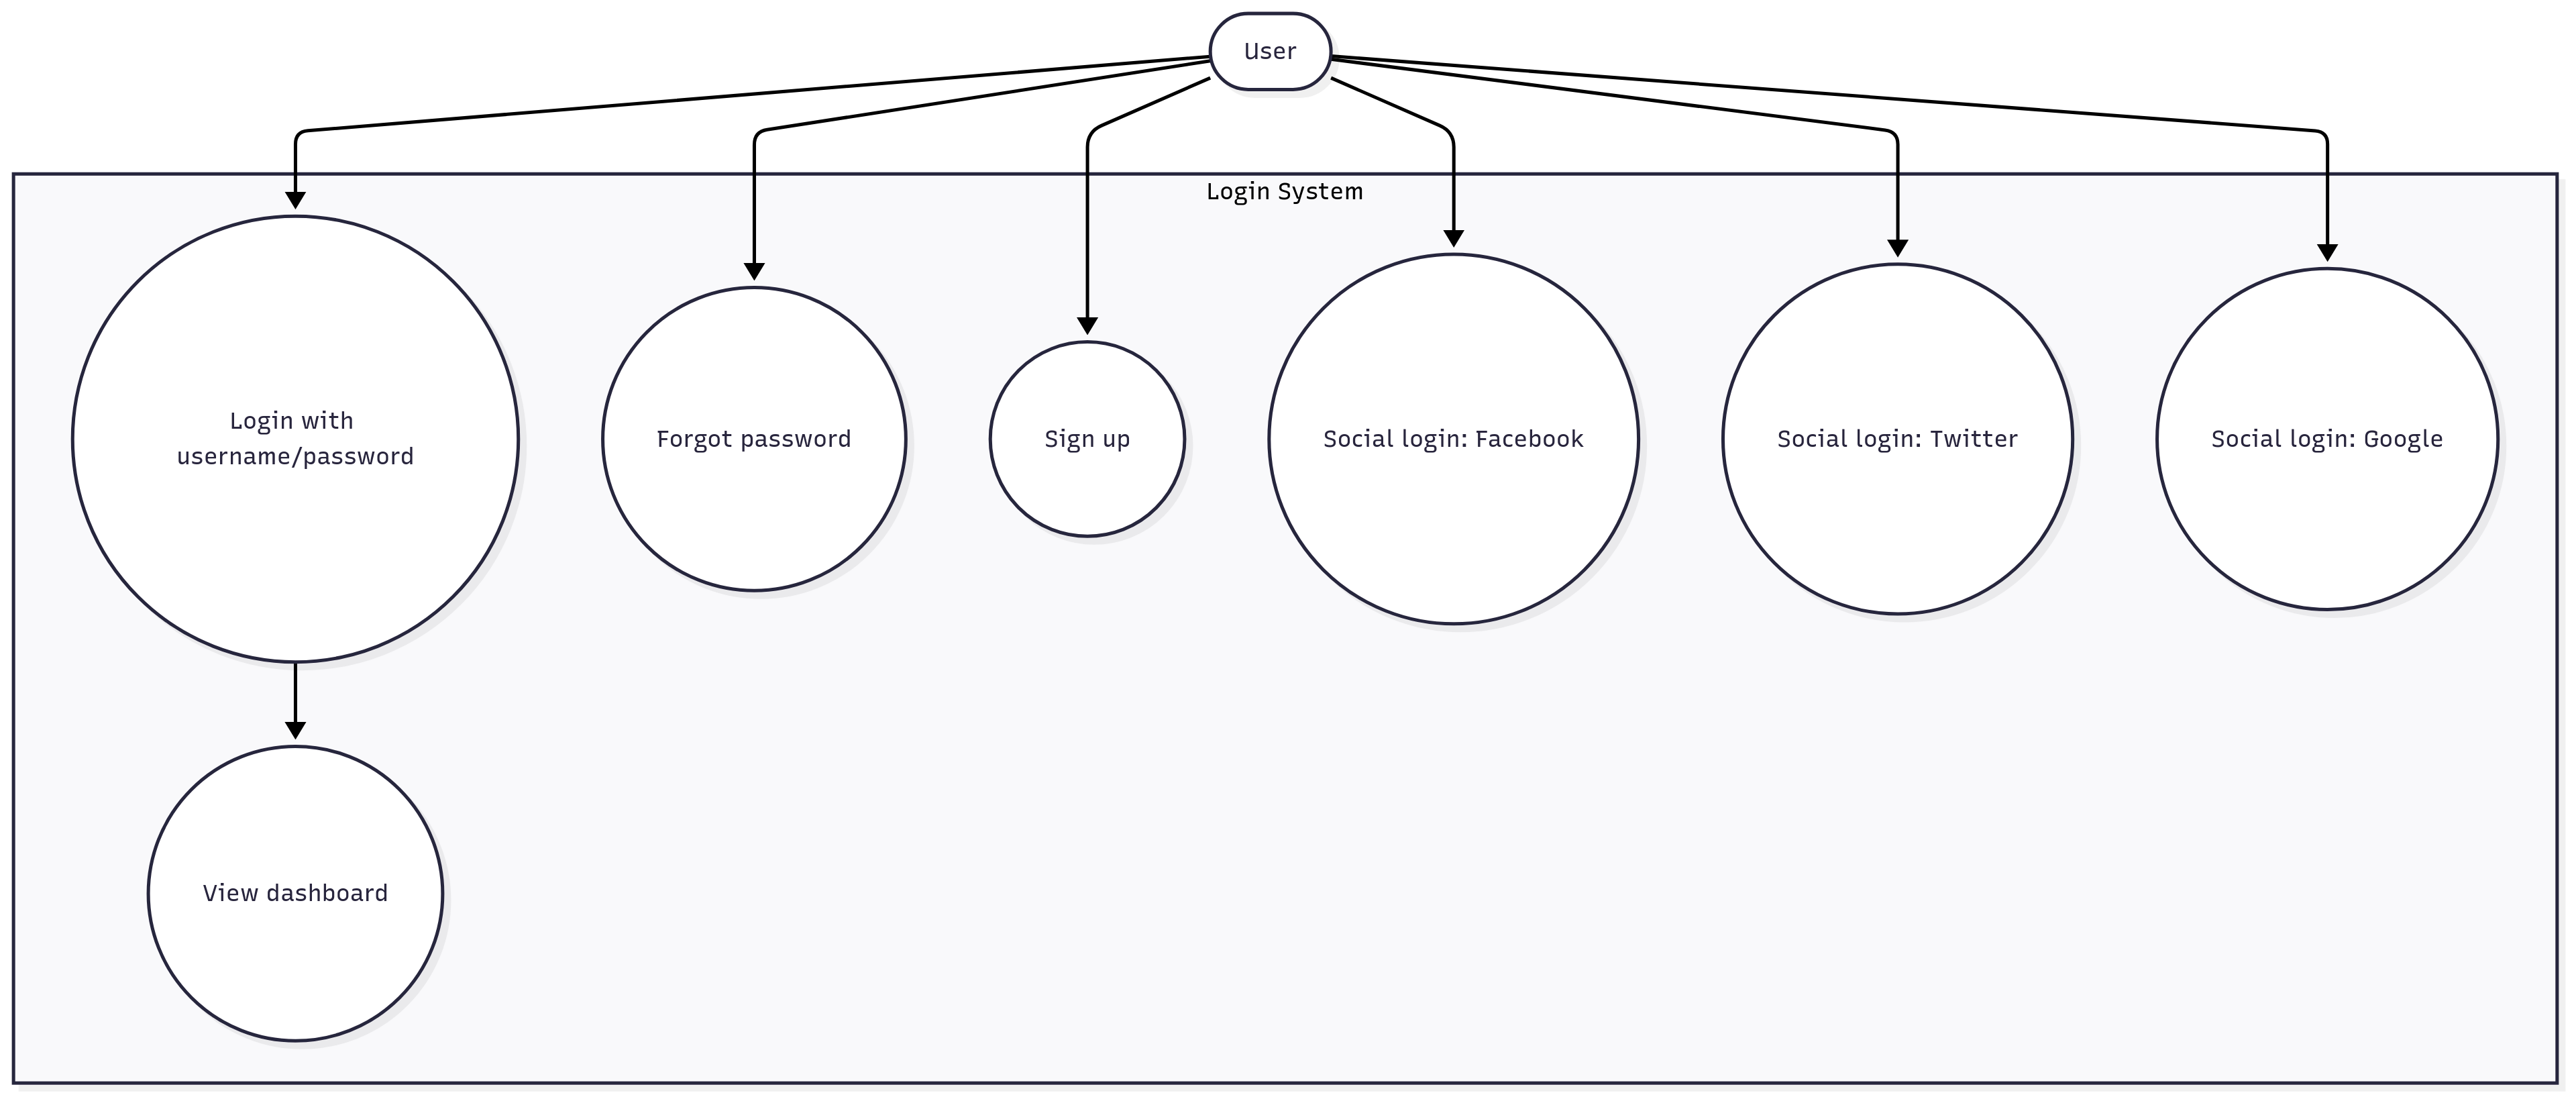 User
Login System
Login with
username/password
Forgot password
Sign up
Social login: Facebook
Social login: Twitter
Social login: Google
View dashboard